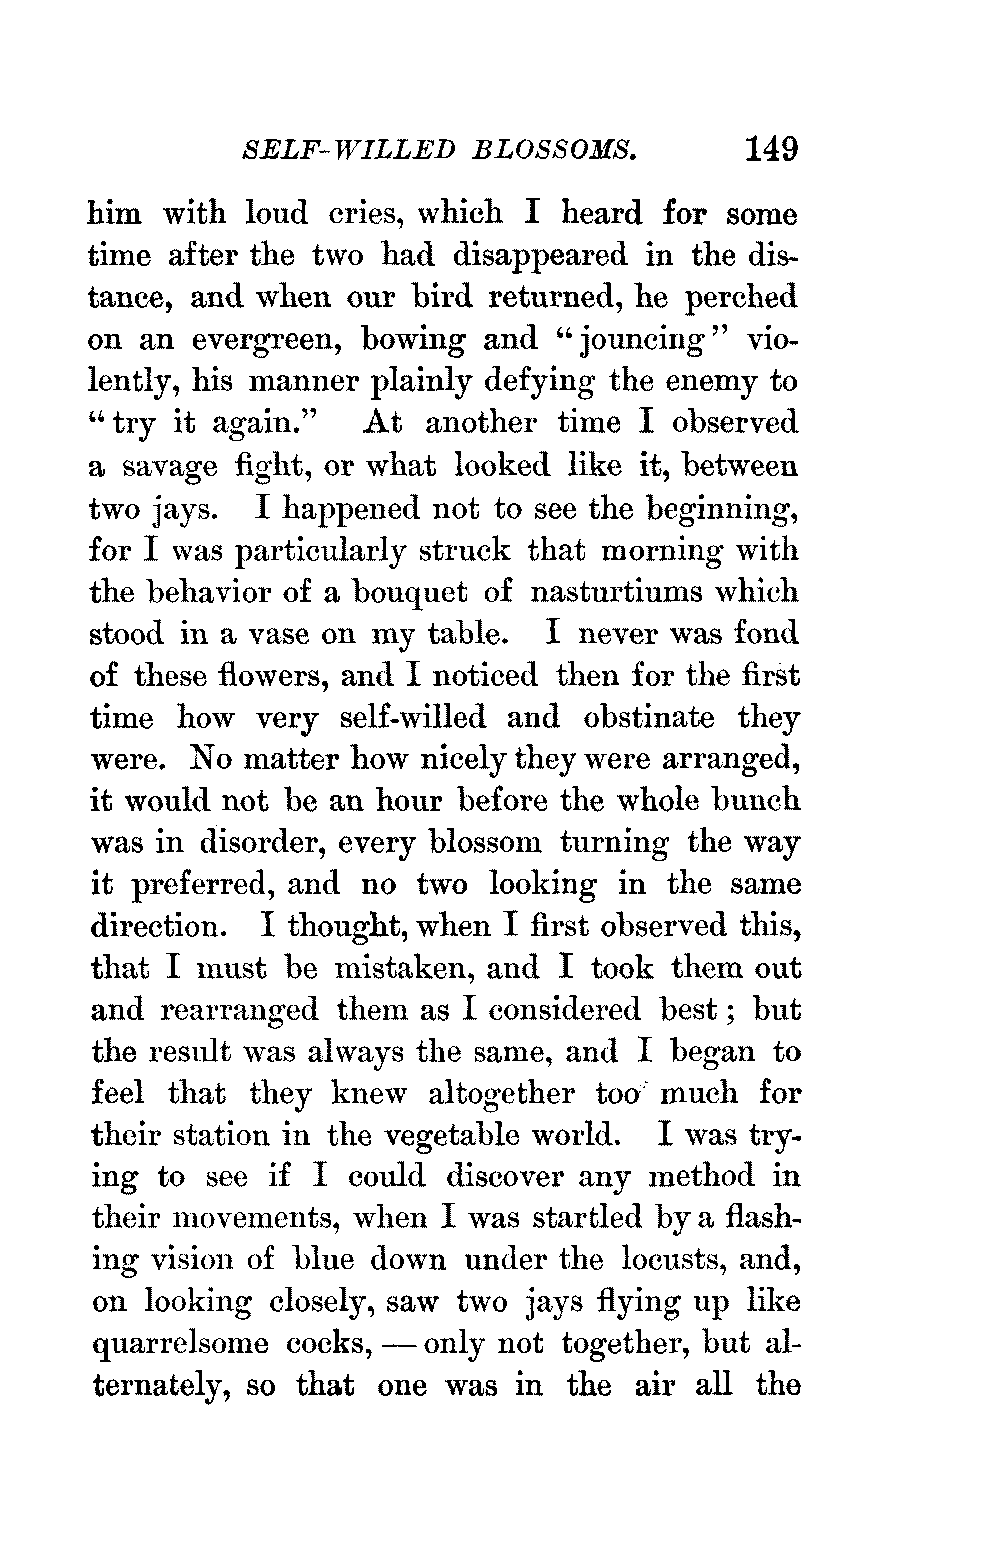 SELF-WILLED BLOSSOMS. 149
him with loud cries, which I heard for some
time after the two had disappeared in the dis-
tance, and when our bird returned, he perched
on an evergreen, bowing and “jouncing” vio-
lently, his manner plainly defying the enemy to
“try it again.” At another time I observed
a savage fight, or what looked like it, between
two jays. I happened not to see the beginning,
for I was particularly struck that morning with
the behavior of a bouquet of nasturtiums which
stood in a vase on my table. I never was fond
of these flowers, and I noticed then for the first
time how very self-willed and obstinate they
were. No matter how nicely they were arranged,
it would not be an hour before the whole bunch
was in disorder, every blossom turning the way
it preferred, and no two looking in the same
direction. I thought, when I first observed this,
that I must be mistaken, and I took them out
and rearranged them as I considered best; but
the result was always the same, and I began to
feel that they knew altogether too much for
their station in the vegetable world. I was try-
ing to see if I could discover any method in
their movements, when I was startled by a flash-
ing vision of blue down under the locusts, and,
on looking closely, saw two jays flying up like
quarrelsome cocks, — only not together, but al-
ternately, so that one was in the air all the